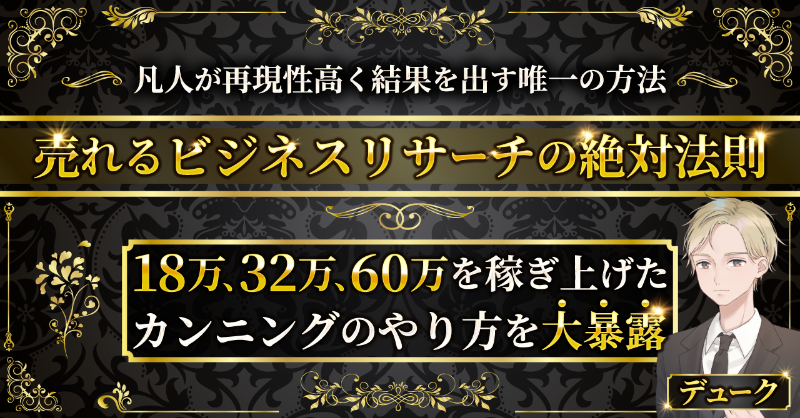 凡人が再現性高く結果を出す唯一の方法
売れるビジネスリサーチの絶対法則
18万、32万、60万を稼ぎ上げた
カンニングのやり方を大暴露
デューク